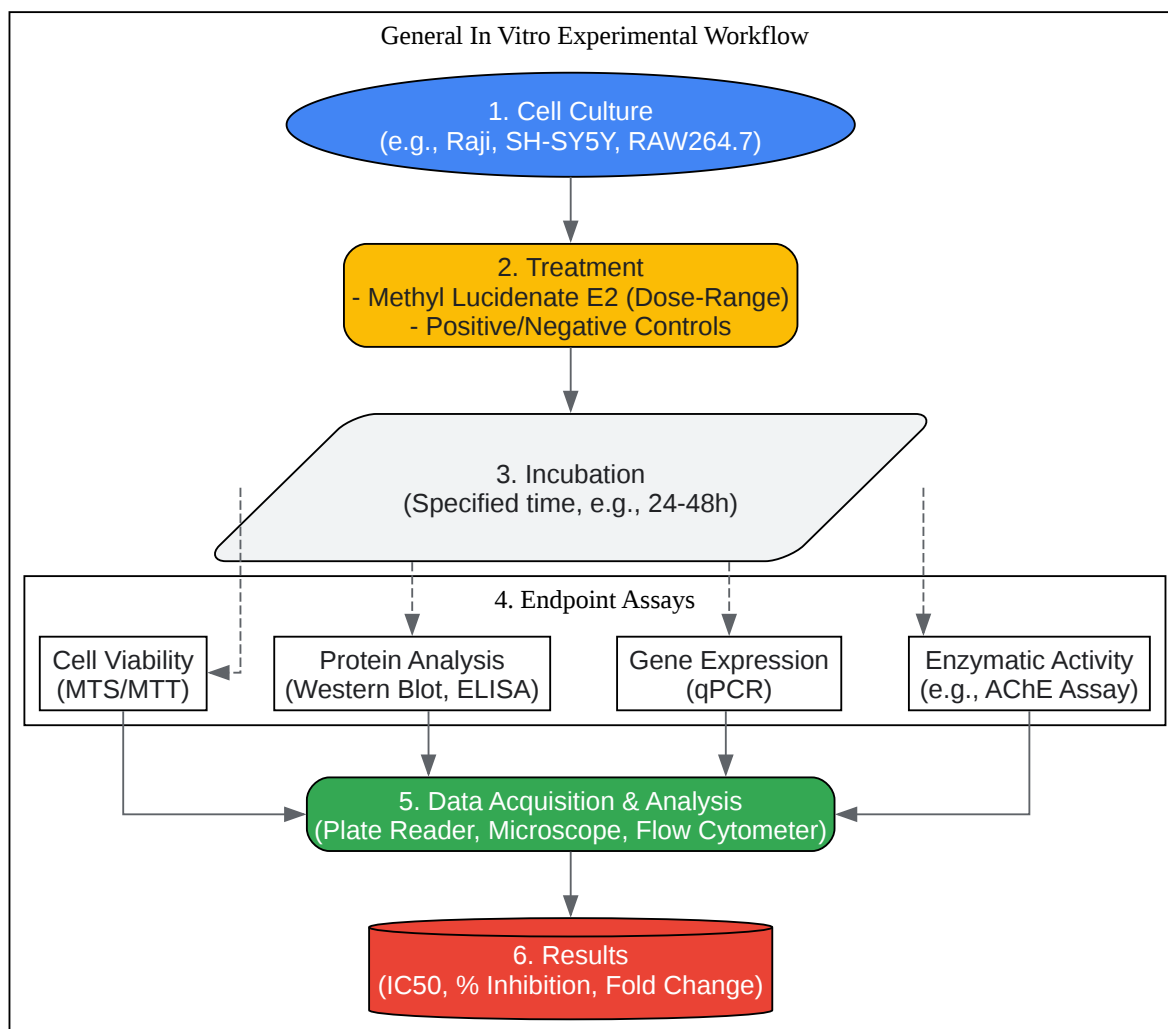 General In Vitro Experimental Workflow
1. Cell Culture
(e.g., Raji, SH-SY5Y, RAW264.7)
2. Treatment
- Methyl Lucidenate E2 (Dose-Range)
- Positive/Negative Controls
3. Incubation
(Specified time, e.g., 24-48h)
4. Endpoint Assays
Cell Viability
(MTS/MTT)
Protein Analysis
(Western Blot, ELISA)
Gene Expression
(qPCR)
Enzymatic Activity
(e.g., AChE Assay)
5. Data Acquisition & Analysis
(Plate Reader, Microscope, Flow Cytometer)
6. Results
(IC50, % Inhibition, Fold Change)